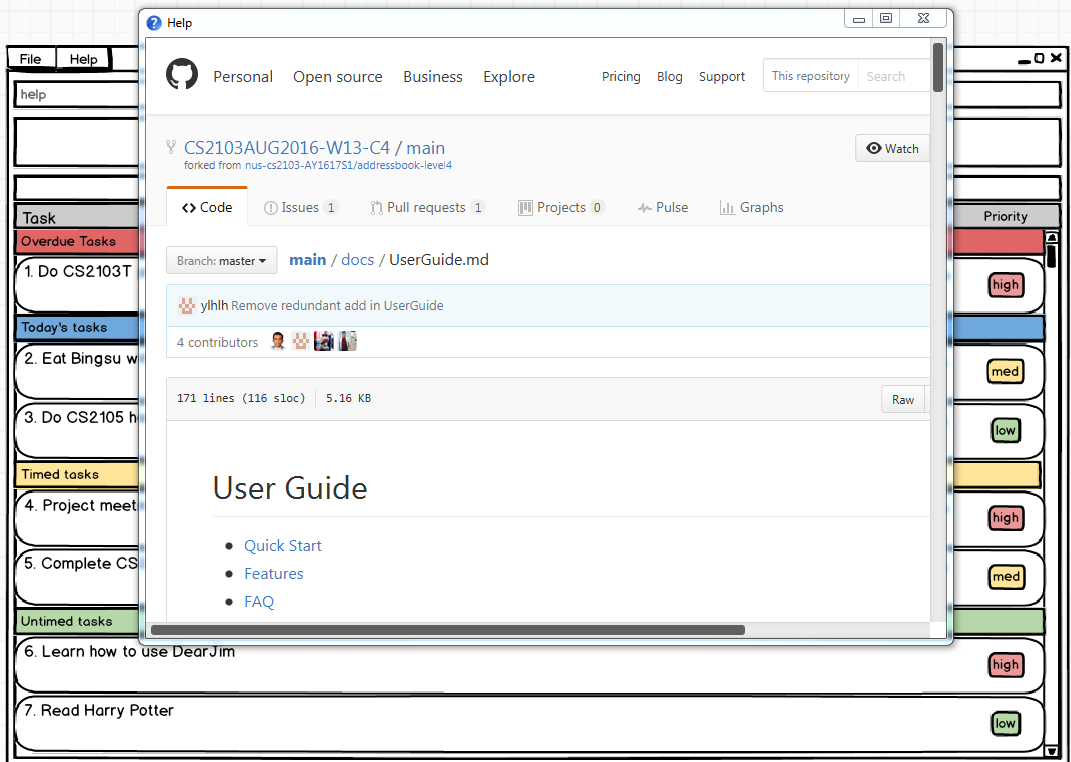 Help
File Help
help
Personal Open source Business Explore Pricing Blog Support This repository Search
CS2103AUG2016-W13-C4 / main
forked from nus-cs2103-AY1617S1/addressbook-level4
Watch
Code Issues 1 Pull requests 1 Projects 0 Pulse Graphs
Branch: master main / docs / UserGuide.md
ylhlh Remove redundant add in UserGuide
4 contributors
171 lines (116 sloc) 5.16 KB Raw
User Guide
Quick Start
Features
FAQ
Task Priority
Overdue Tasks
1. Do CS2103T high
Today's tasks
2. Eat Bingsu w med
3. Do CS2105 h low
Timed tasks
4. Project meet high
5. Complete CS med
Untimed tasks
6. Learn how to use DearJim high
7. Read Harry Potter low